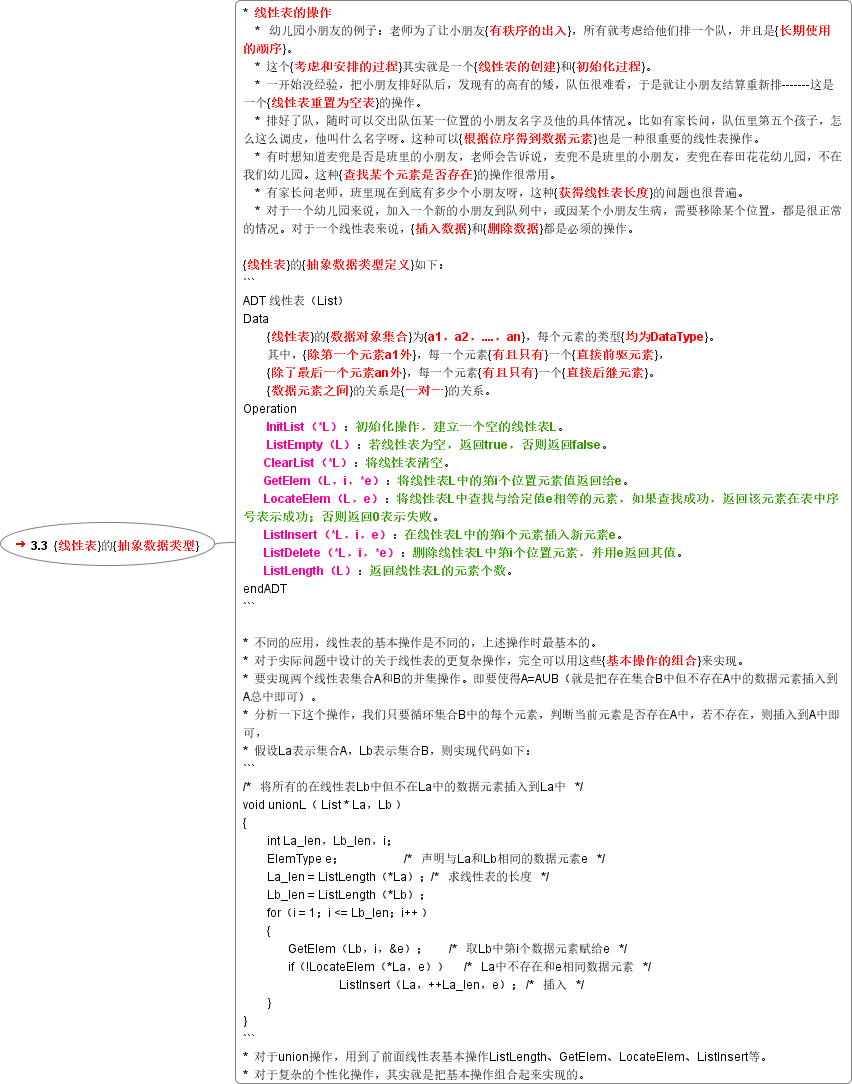 * 线性表的操作
* 幼儿园小朋友的例子：老师为了让小朋友{有秩序的出入}，所有就考虑给他们排一个队，并且是{长期使用
的顺序}。
* 这个{考虑和安排的过程}其实就是一个{线性表的创建}和{初始化过程}。
* 一开始没经验，把小朋友排好队后，发现有的高有的矮，队伍很难看，于是就让小朋友结算重新排-------这是
一个{线性表重置为空表}的操作。
* 排好了队，随时可以交出队伍某一位置的小朋友名字及他的具体情况。比如有家长问，队伍里第五个孩子，怎
么这么调皮，他叫什么名字呀。这种可以{根据位序得到数据元素}也是一种很重要的线性表操作。
* 有时想知道麦兜是否是班里的小朋友，老师会告诉说，麦兜不是班里的小朋友，麦兜在春田花花幼儿园，不在
我们幼儿园。这种{查找某个元素是否存在}的操作很常用。
* 有家长问老师，班里现在到底有多少个小朋友呀，这种{获得线性表长度}的问题也很普遍。
* 对于一个幼儿园来说，加入一个新的小朋友到队列中，或因某个小朋友生病，需要移除某个位置，都是很正常
的情况。对于一个线性表来说，{插入数据}和{删除数据}都是必须的操作。
{线性表}的{抽象数据类型定义}如下：
```
ADT 线性表（List）
Data
{线性表}的{数据对象集合}为{a1，a2，....，an}，每个元素的类型{均为DataType}。
其中，{除第一个元素a1外}，每一个元素{有且只有}一个{直接前驱元素}，
{除了最后一个元素an外}，每一个元素{有且只有}一个{直接后继元素}。
{数据元素之间}的关系是{一对一}的关系。
Operation
InitList（*L）：初始化操作，建立一个空的线性表L。
ListEmpty（L）：若线性表为空，返回true，否则返回false。
ClearList（*L）：将线性表清空。
GetElem（L，i，*e）：将线性表L中的第i个位置元素值返回给e。
LocateElem（L，e）：将线性表L中查找与给定值e相等的元素，如果查找成功，返回该元素在表中序
号表示成功；否则返回0表示失败。
ListInsert（*L，i，e）：在线性表L中的第i个元素插入新元素e。
→ 3.3 {线性表}的{抽象数据类型}
ListDelete（*L，i，*e）：删除线性表L中第i个位置元素，并用e返回其值。
ListLength（L）：返回线性表L的元素个数。
endADT
```
* 不同的应用，线性表的基本操作是不同的，上述操作时最基本的。
* 对于实际问题中设计的关于线性表的更复杂操作，完全可以用这些{基本操作的组合}来实现。
* 要实现两个线性表集合A和B的并集操作。即要使得A=AUB（就是把存在集合B中但不存在A中的数据元素插入到
A总中即可）。
* 分析一下这个操作，我们只要循环集合B中的每个元素，判断当前元素是否存在A中，若不存在，则插入到A中即
可，
* 假设La表示集合A，Lb表示集合B，则实现代码如下：
```
/* 将所有的在线性表Lb中但不在La中的数据元素插入到La中 */
void unionL（ List * La，Lb ）
{
int La_len，Lb_len，i；
ElemType e； /* 声明与La和Lb相同的数据元素e */
La_len = ListLength（*La）；/* 求线性表的长度 */
Lb_len = ListLength（*Lb）；
for（i = 1；i <= Lb_len；i++ ）
{
GetElem（Lb，i，&e）； /* 取Lb中第i个数据元素赋给e */
if（!LocateElem（*La，e）） /* La中不存在和e相同数据元素 */
ListInsert（La，++La_len，e）；/* 插入 */
}
}
```
* 对于union操作，用到了前面线性表基本操作ListLength、GetElem、LocateElem、ListInsert等。
* 对于复杂的个性化操作，其实就是把基本操作组合起来实现的。